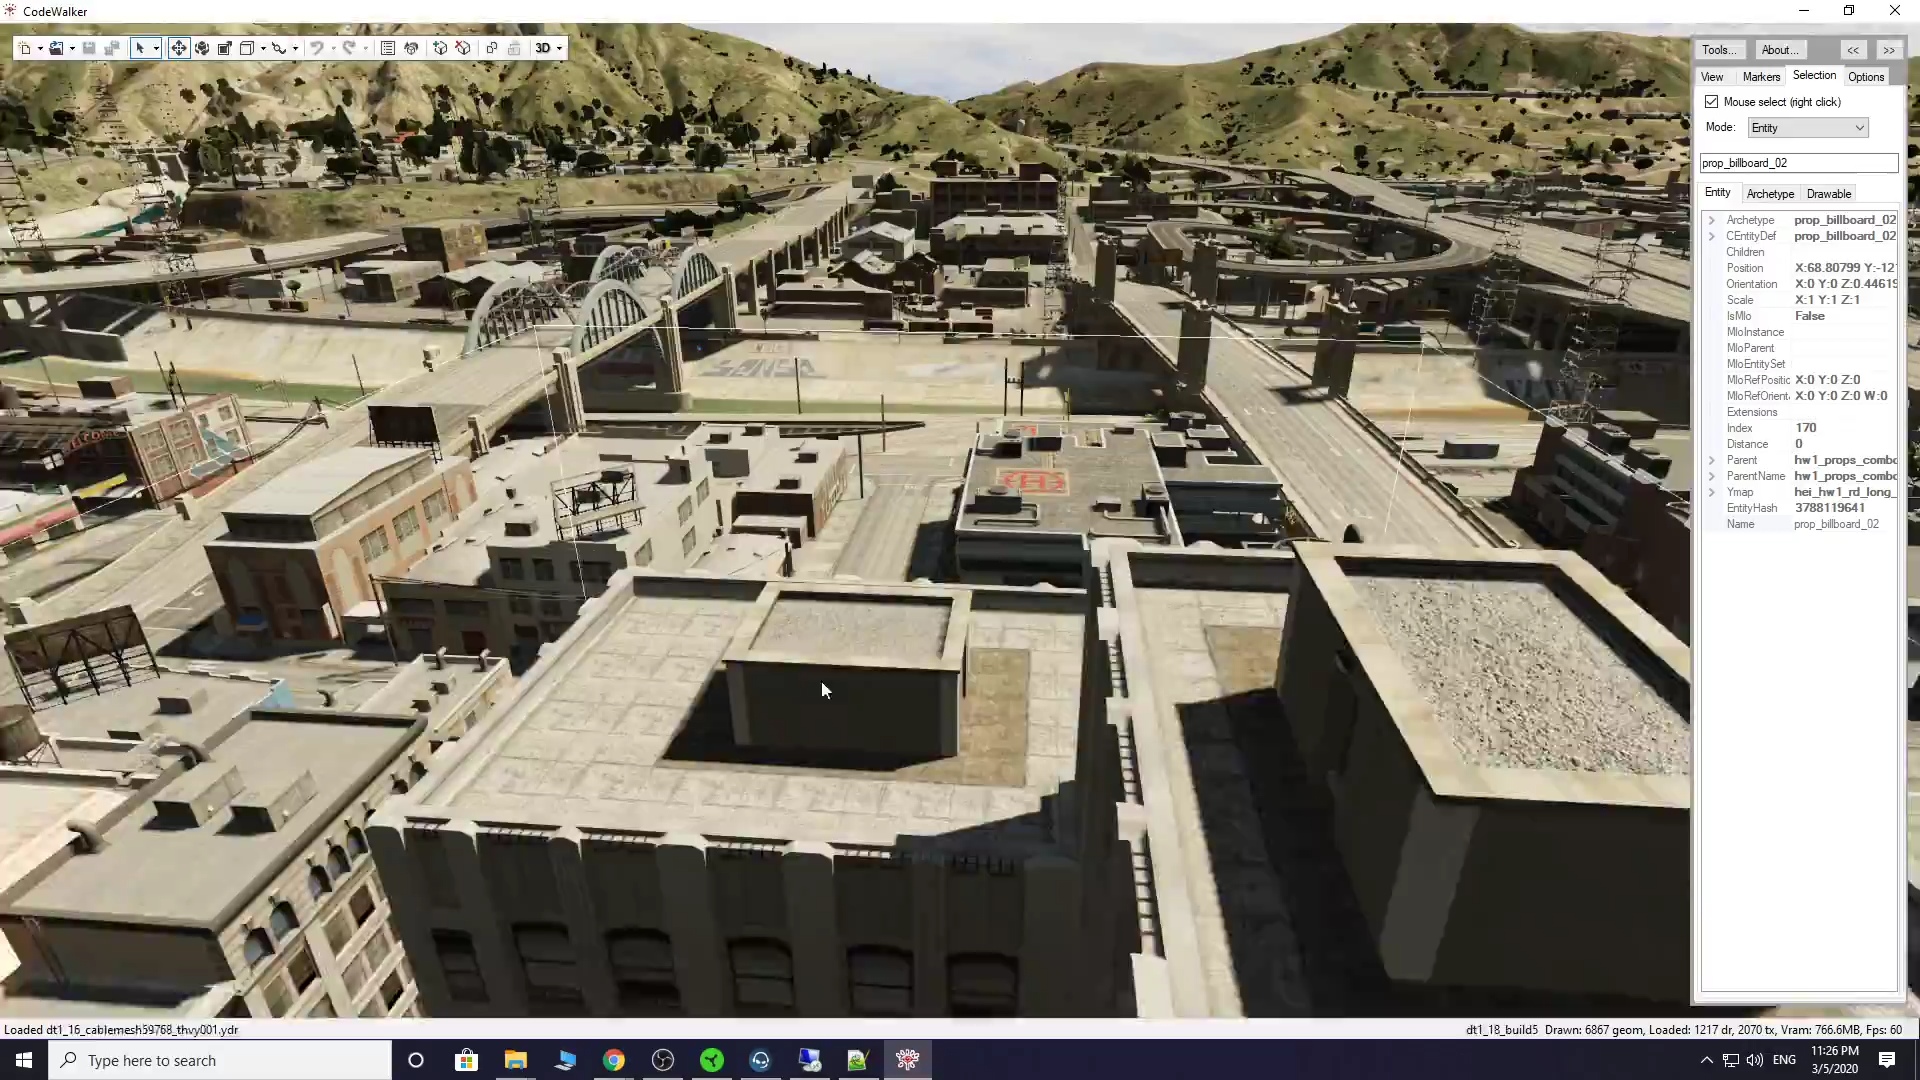 CodeWalker
3D
Tools...
About...
<<
>>
View
Markers
Selection
Options
Mouse select (right click)
Mode:
Entity
prop_billboard_02
Entity
Archetype
Drawable
Archetype prop_billboard_02
CEntityDef prop_billboard_02
Children
Position X:68.80799 Y:-12
Orientation X:0 Y:0 Z:0.44619
Scale X:1 Y:1 Z:1
IsMlo False
MloInstance
MloParent
MloEntitySet
MloRefPositic X:0 Y:0 Z:0
MloRefOrient X:0 Y:0 Z:0 W:0
Extensions
Index 170
Distance 0
Parent hw1_props_combo
ParentName hw1_props_combo
Ymap hei_hw1_rd_long_
EntityHash 3788119641
Name prop_billboard_02
WELCOME
H
Loaded dt1_16_cablemesh59768_thvy001.ydr
dt1_18_build5 Drawn: 6867 geom, Loaded: 1217 dr, 2070 tx, Vram: 766.6MB, Fps: 60
Type here to search
ENG
11:26 PM
3/5/2020